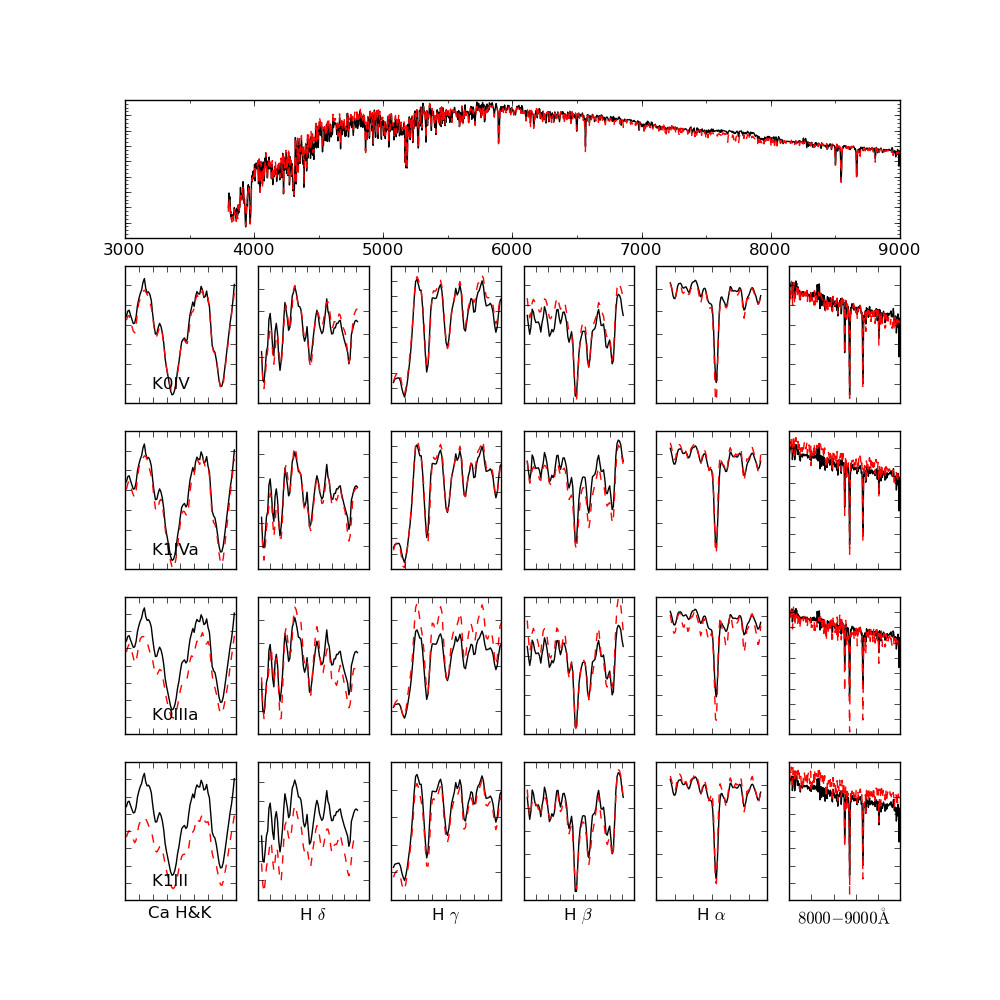 3000 4000 5000 6000 7000 8000 9000
K0IV
K1IVa
K0IIIa
K1III
Ca H&K H δ H γ H β H α 8000−9000Å